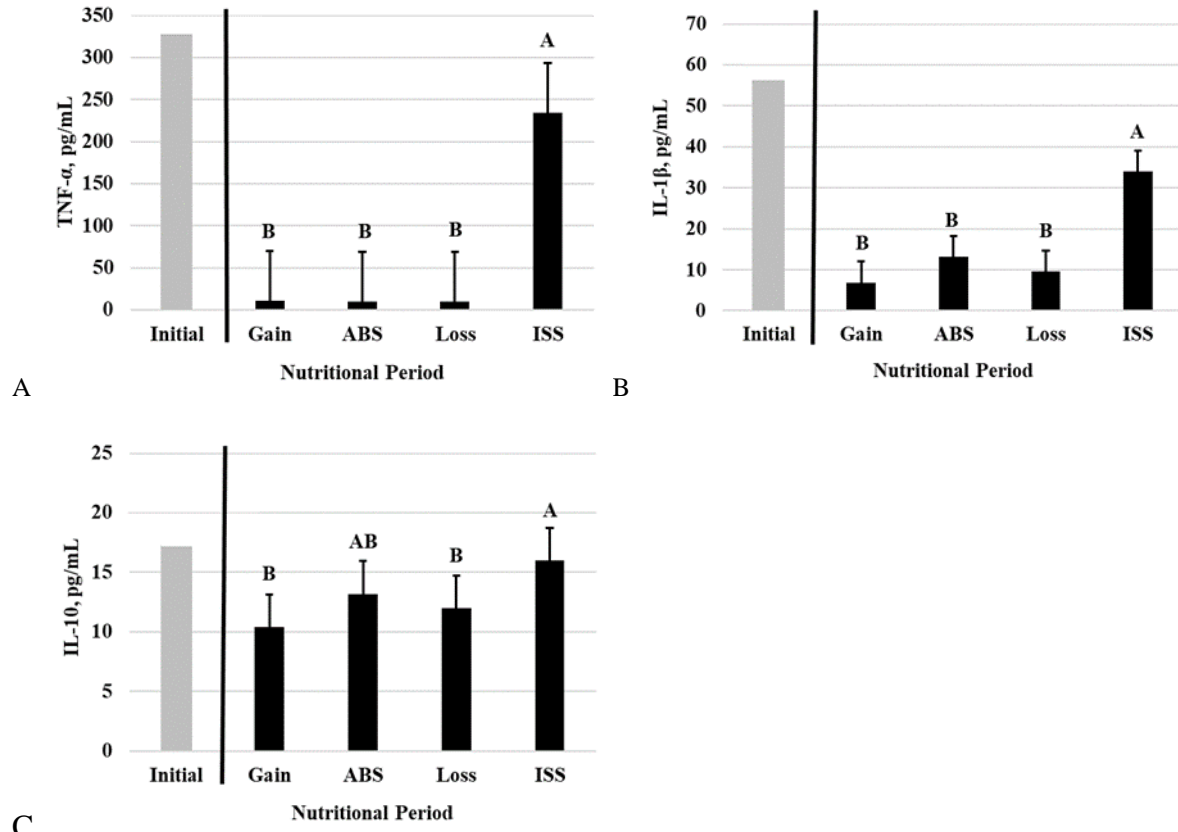 350
300
250
200
150
100
50
0
TNF-α, pg/mL
A
B
B
B
Initial
Gain
ABS
Loss
ISS
Nutritional Period
A
70
60
50
40
30
20
10
0
IL-1β, pg/mL
A
B
B
B
Initial
Gain
ABS
Loss
ISS
Nutritional Period
B
25
20
15
10
5
0
IL-10, pg/mL
B
AB
B
A
Initial
Gain
ABS
Loss
ISS
Nutritional Period
C